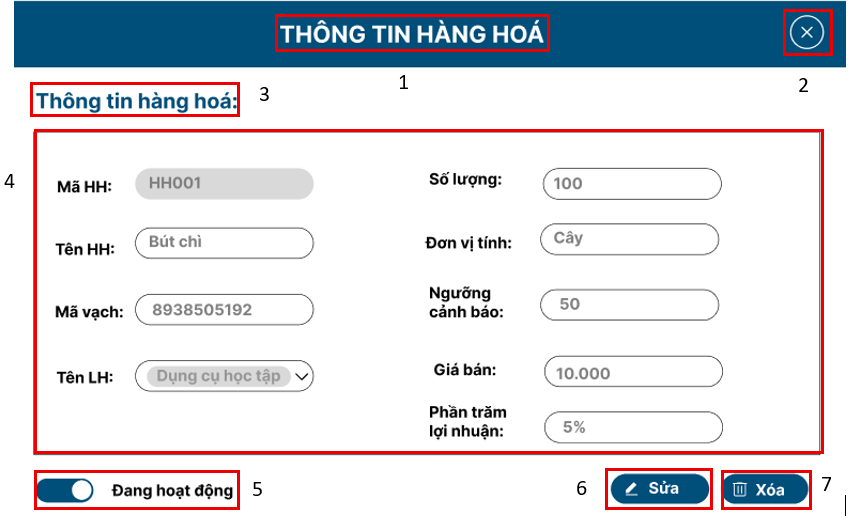 THÔNG TIN HÀNG HOÁ
1
2
Thông tin hàng hoá:
3
4
Mã HH:
HH001
Số lượng:
100
Tên HH:
Bút chì
Đơn vị tính:
Cây
Mã vạch:
8938505192
Ngưỡng
cảnh báo:
50
Tên LH:
Dụng cụ học tập
Giá bán:
10.000
Phần trăm
lợi nhuận:
5%
Đang hoạt động
5
6
Sửa
Xóa
7